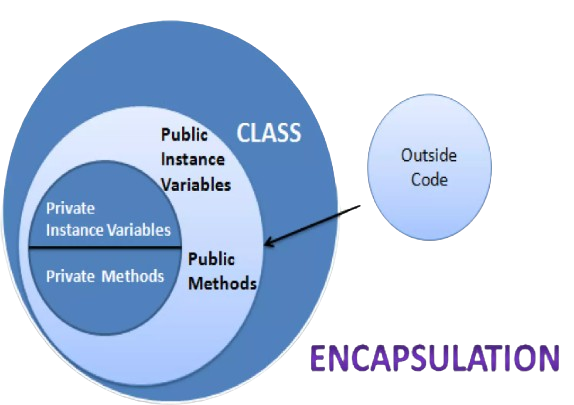 CLASS
Public
Instance
Variables
Private
Instance Variables
Private Methods
Public
Methods
Outside
Code
ENCAPSULATION